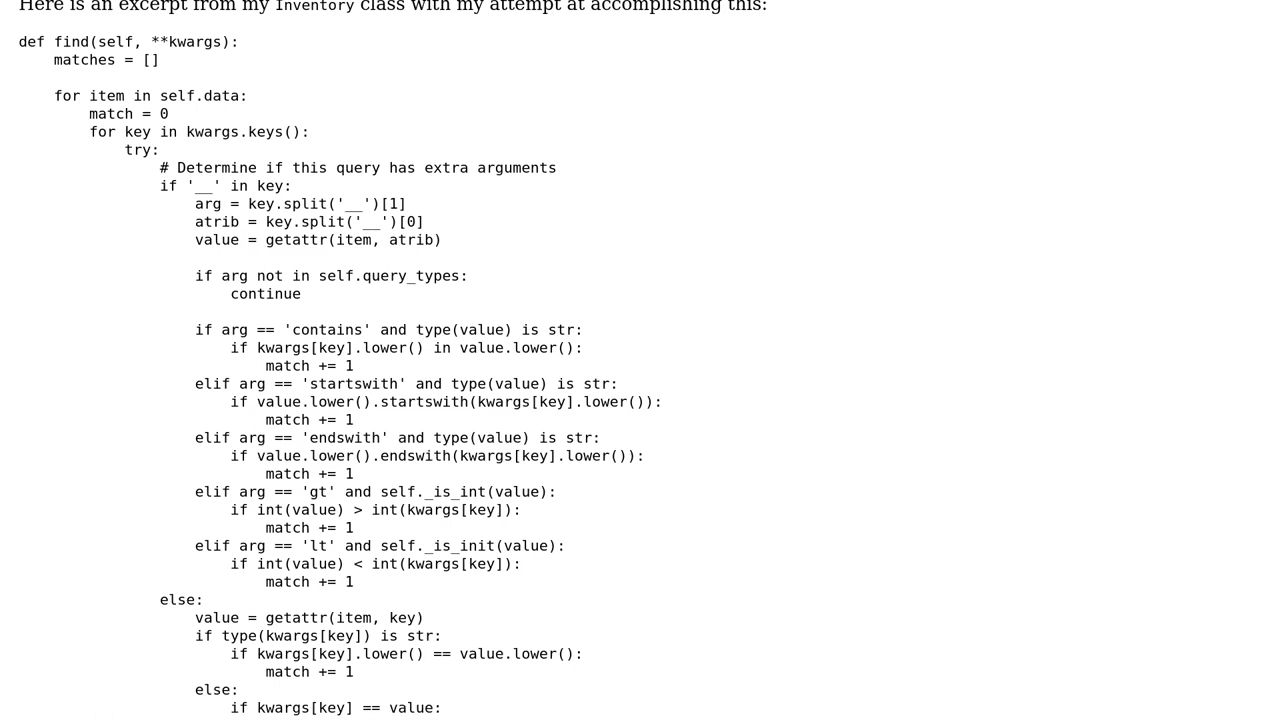 Here is an excerpt from my Inventory class with my attempt at accomplishing this:
def find(self, **kwargs):
    matches = []

    for item in self.data:
        match = 0
        for key in kwargs.keys():
            try:
                # Determine if this query has extra arguments
                if '__' in key:
                    arg = key.split('__')[1]
                    atrib = key.split('__')[0]
                    value = getattr(item, atrib)

                    if arg not in self.query_types:
                        continue

                    if arg == 'contains' and type(value) is str:
                        if kwargs[key].lower() in value.lower():
                            match += 1
                    elif arg == 'startswith' and type(value) is str:
                        if value.lower().startswith(kwargs[key].lower()):
                            match += 1
                    elif arg == 'endswith' and type(value) is str:
                        if value.lower().endswith(kwargs[key].lower()):
                            match += 1
                    elif arg == 'gt' and self._is_int(value):
                        if int(value) > int(kwargs[key]):
                            match += 1
                    elif arg == 'lt' and self._is_init(value):
                        if int(value) < int(kwargs[key]):
                            match += 1
                else:
                    value = getattr(item, key)
                    if type(kwargs[key]) is str:
                        if kwargs[key].lower() == value.lower():
                            match += 1
                    else:
                        if kwargs[key] == value: